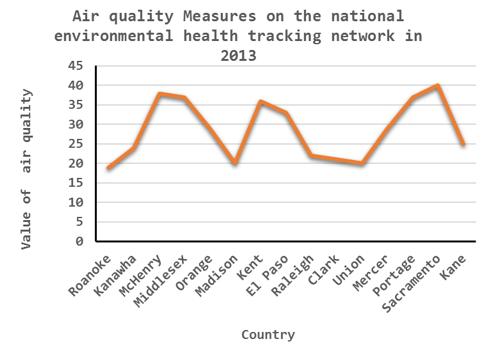 Air quality Measures on the national
environmental health tracking network in
2013
Value of  air quality
45
40
35
30
25
20
15
10
5
0
Roanoke
Kanawha
McHenry
Middlesex
Orange
Madison
Kent
El Paso
Raleigh
Clark
Union
Mercer
Portage
Sacramento
Kane
Country